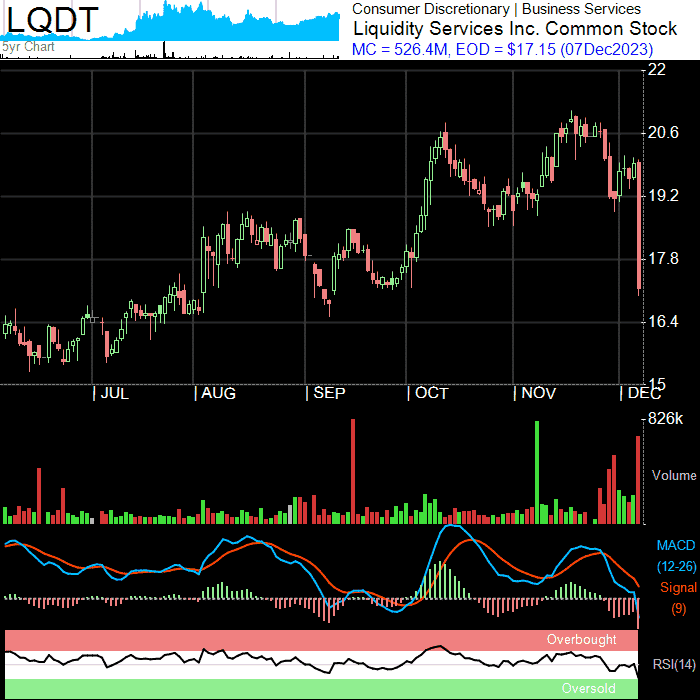 LQDT
5yr Chart
Consumer Discretionary | Business Services
Liquidity Services Inc. Common Stock
MC = 526.4M, EOD = $17.15 (07Dec2023)
22
20.6
19.2
17.8
16.4
15
| JUL | AUG | SEP | OCT | NOV | DEC
826k
Volume
MACD
(12-26)
Signal
(9)
Overbought
RSI(14)
Oversold